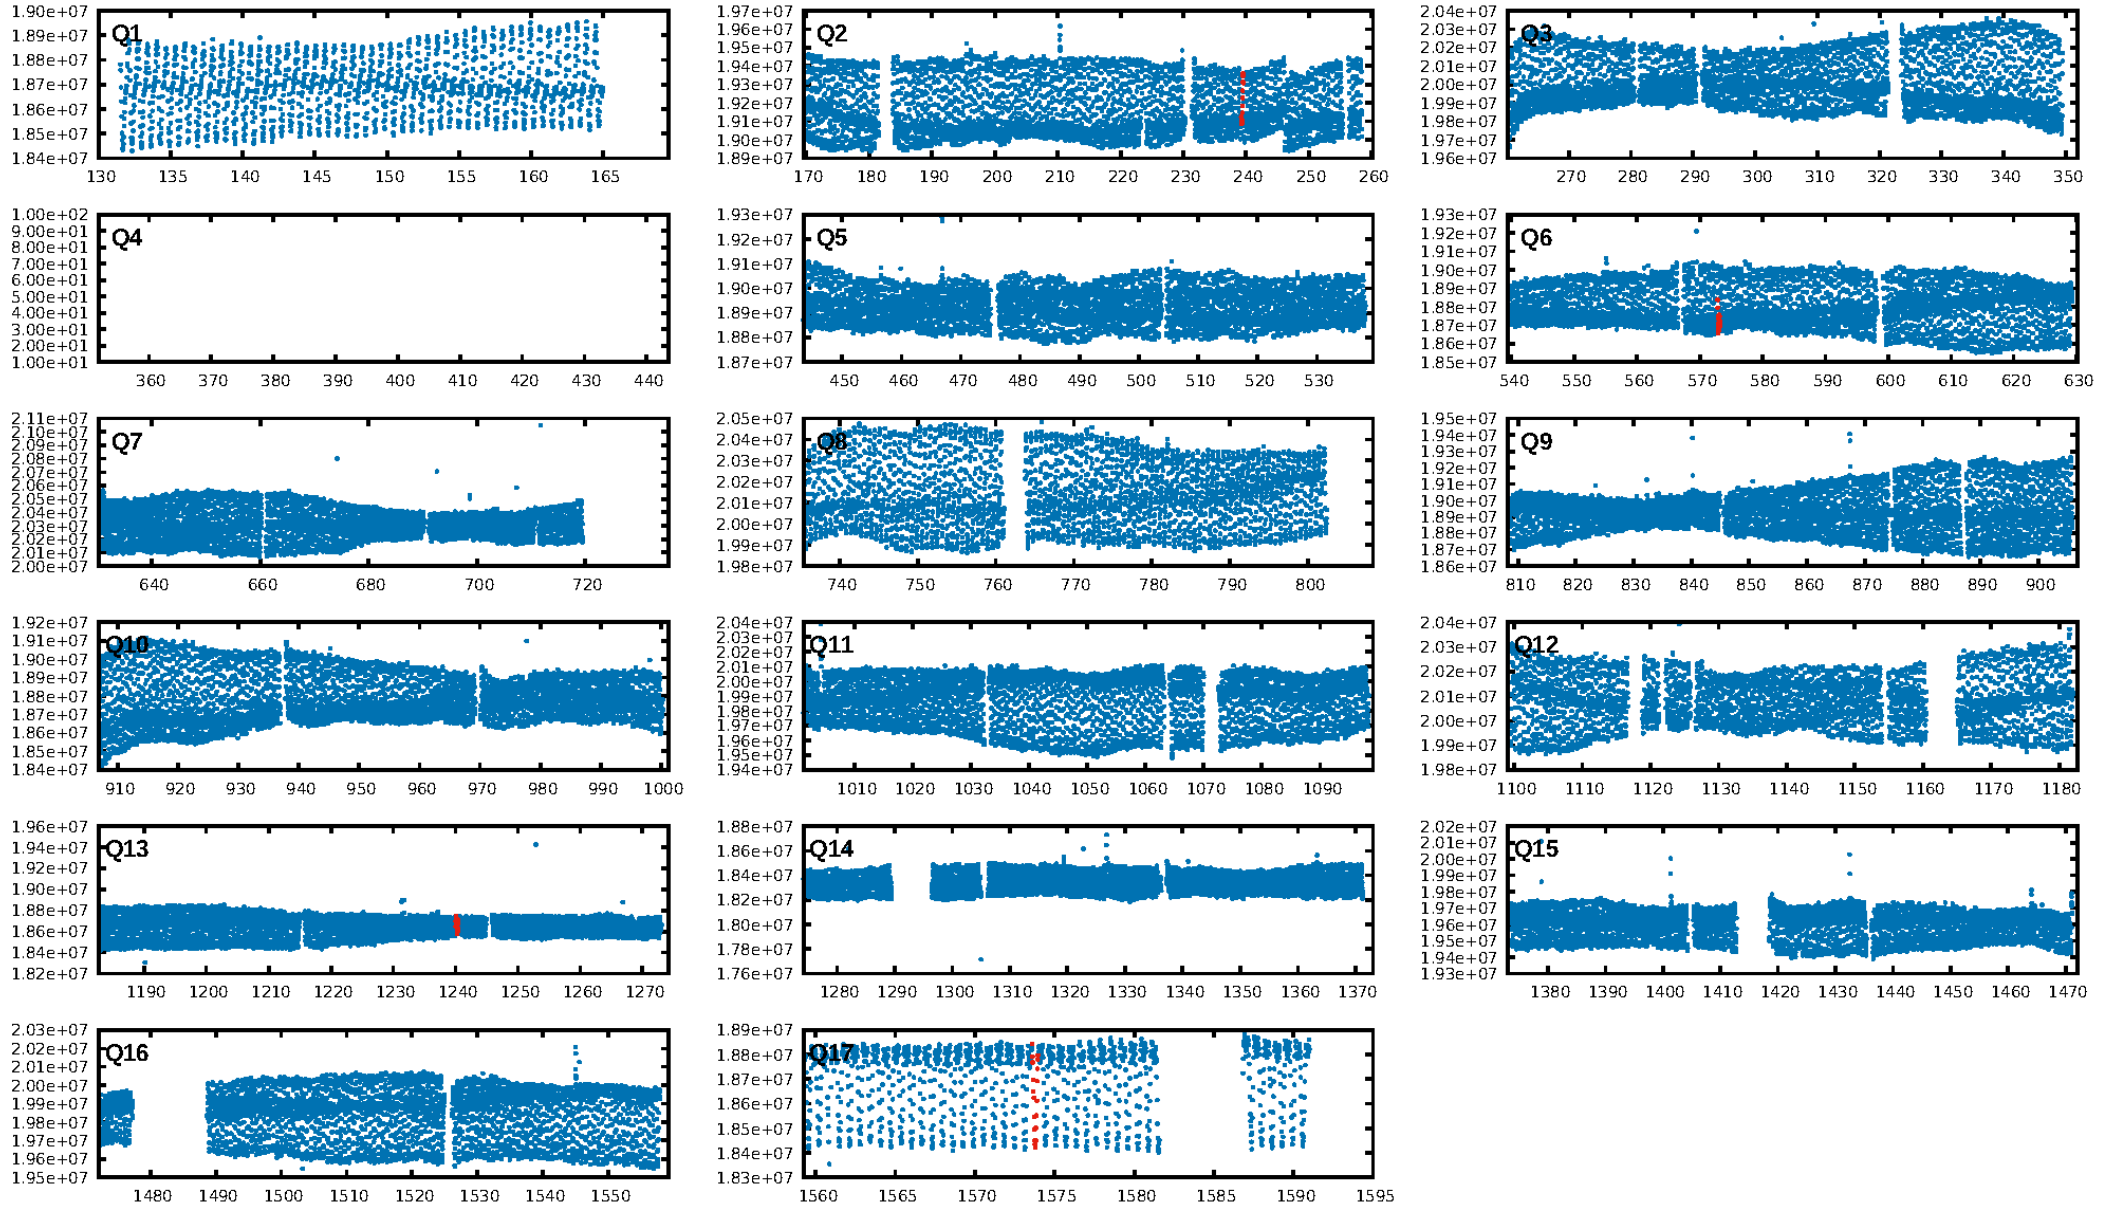 Q1
1.90e+07
1.89e+07
1.88e+07
1.87e+07
1.86e+07
1.85e+07
1.84e+07
130 135 140 145 150 155 160 165
Q2
1.97e+07
1.96e+07
1.95e+07
1.94e+07
1.93e+07
1.92e+07
1.91e+07
1.90e+07
1.89e+07
170 180 190 200 210 220 230 240 250 260
Q3
2.04e+07
2.03e+07
2.02e+07
2.01e+07
2.00e+07
1.99e+07
1.98e+07
1.97e+07
1.96e+07
270 280 290 300 310 320 330 340 350
Q4
1.00e+02
9.00e+01
8.00e+01
7.00e+01
6.00e+01
5.00e+01
4.00e+01
3.00e+01
2.00e+01
1.00e+01
360 370 380 390 400 410 420 430 440
Q5
1.93e+07
1.92e+07
1.91e+07
1.90e+07
1.89e+07
1.88e+07
1.87e+07
450 460 470 480 490 500 510 520 530
Q6
1.93e+07
1.92e+07
1.91e+07
1.90e+07
1.89e+07
1.88e+07
1.87e+07
1.86e+07
1.85e+07
540 550 560 570 580 590 600 610 620 630
Q7
2.11e+07
2.10e+07
2.09e+07
2.08e+07
2.07e+07
2.06e+07
2.05e+07
2.04e+07
2.03e+07
2.02e+07
2.01e+07
2.00e+07
640 660 680 700 720
Q8
2.05e+07
2.04e+07
2.03e+07
2.02e+07
2.01e+07
2.00e+07
1.99e+07
1.98e+07
740 750 760 770 780 790 800
Q9
1.95e+07
1.94e+07
1.93e+07
1.92e+07
1.91e+07
1.90e+07
1.89e+07
1.88e+07
1.87e+07
1.86e+07
810 820 830 840 850 860 870 880 890 900
Q10
1.92e+07
1.91e+07
1.90e+07
1.89e+07
1.88e+07
1.87e+07
1.86e+07
1.85e+07
1.84e+07
910 920 930 940 950 960 970 980 990 1000
Q11
2.04e+07
2.03e+07
2.02e+07
2.01e+07
2.00e+07
1.99e+07
1.98e+07
1.97e+07
1.96e+07
1.95e+07
1.94e+07
1010 1020 1030 1040 1050 1060 1070 1080 1090
Q12
2.04e+07
2.03e+07
2.02e+07
2.01e+07
2.00e+07
1.99e+07
1.98e+07
1100 1110 1120 1130 1140 1150 1160 1170 1180
Q13
1.96e+07
1.94e+07
1.92e+07
1.90e+07
1.88e+07
1.86e+07
1.84e+07
1.82e+07
1190 1200 1210 1220 1230 1240 1250 1260 1270
Q14
1.88e+07
1.86e+07
1.84e+07
1.82e+07
1.80e+07
1.78e+07
1.76e+07
1280 1290 1300 1310 1320 1330 1340 1350 1360 1370
Q15
2.02e+07
2.01e+07
2.00e+07
1.99e+07
1.98e+07
1.97e+07
1.96e+07
1.95e+07
1.94e+07
1.93e+07
1380 1390 1400 1410 1420 1430 1440 1450 1460 1470
Q16
2.03e+07
2.02e+07
2.01e+07
2.00e+07
1.99e+07
1.98e+07
1.97e+07
1.96e+07
1.95e+07
1480 1490 1500 1510 1520 1530 1540 1550
Q17
1.89e+07
1.88e+07
1.87e+07
1.86e+07
1.85e+07
1.84e+07
1.83e+07
1560 1565 1570 1575 1580 1585 1590 1595